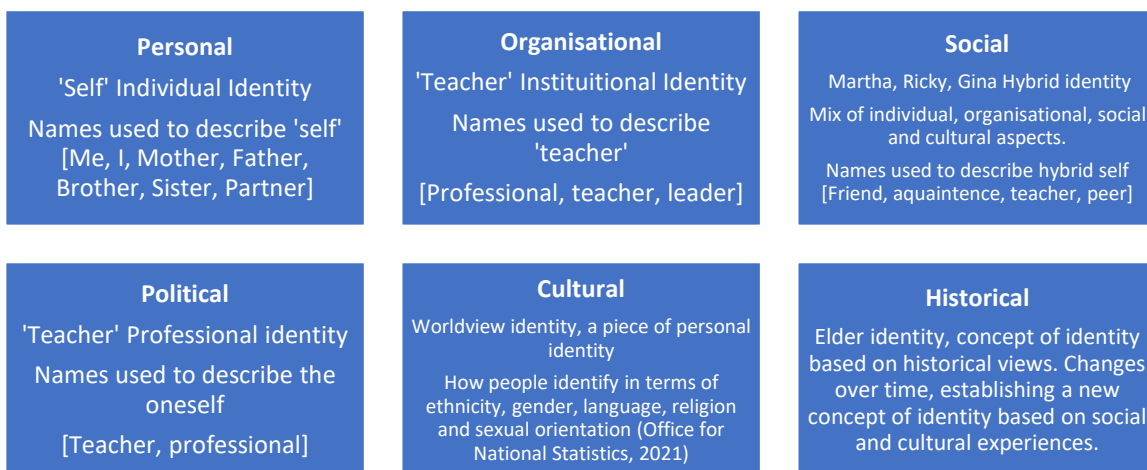 Personal
'Self' Individual Identity
Names used to describe 'self'
[Me, I, Mother, Father,
Brother, Sister, Partner]
Organisational
'Teacher' Instituitional Identity
Names used to describe
'teacher'
[Professional, teacher, leader]
Social
Martha, Ricky, Gina Hybrid identity
Mix of individual, organisational, social
and cultural aspects.
Names used to describe hybrid self
[Friend, aquaintence, teacher, peer]
Political
'Teacher' Professional identity
Names used to describe the
oneself
[Teacher, professional]
Cultural
Worldview identity, a piece of personal
identity
How people identify in terms of
ethnicity, gender, language, religion
and sexual orientation (Office for
National Statistics, 2021)
Historical
Elder identity, concept of identity
based on historical views. Changes
over time, establishing a new
concept of identity based on social
and cultural experiences.